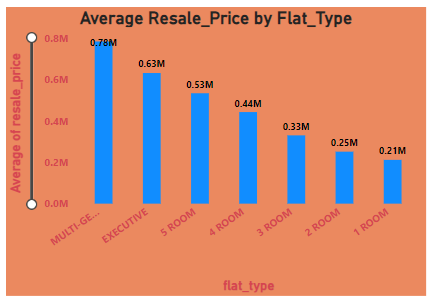 Average Resale_Price by Flat_Type
Average of resale_price
0.8M
0.6M
0.4M
0.2M
0.0M
0.78M
0.63M
0.53M
0.44M
0.33M
0.25M
0.21M
MULTI-GE...
EXECUTIVE
5 ROOM
4 ROOM
3 ROOM
2 ROOM
1 ROOM
flat_type